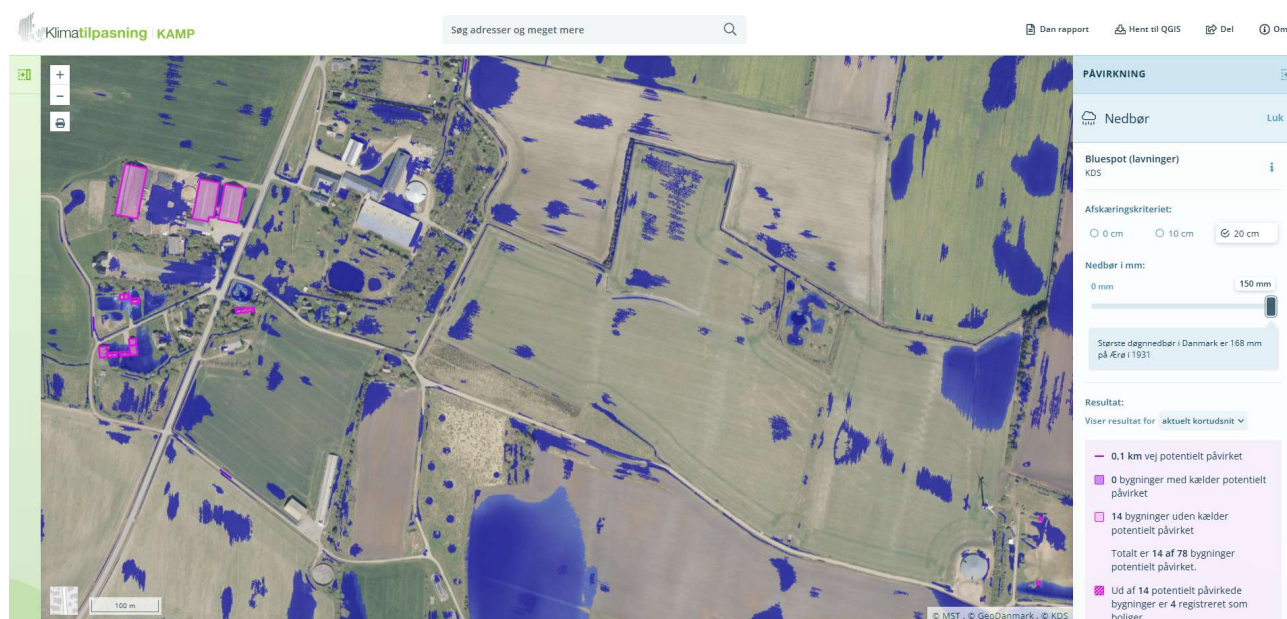 Klimatilpasning | KAMP
Søg adresser og meget mere
Dan rapport
Hent til QGIS
Del
Om
+
−
100 m
© MST , © GeoDanmark , © KDS
PÅVIRKNING
Nedbør
Luk
Bluespot (lavninger)
KDS
i
Afskæringskriteriet:
0 cm
10 cm
20 cm
Nedbør i mm:
0 mm
150 mm
Største døgnnedbør i Danmark er 168 mm
på Ærø i 1931
Resultat:
Viser resultat for aktuelt kortudsnit
0,1 km vej potentielt påvirket
0 bygninger med kælder potentielt
påvirket
14 bygninger uden kælder
potentielt påvirket
Totalt er 14 af 78 bygninger
potentielt påvirket.
Ud af 14 potentielt påvirkede
bygninger er 4 registreret som
boliger